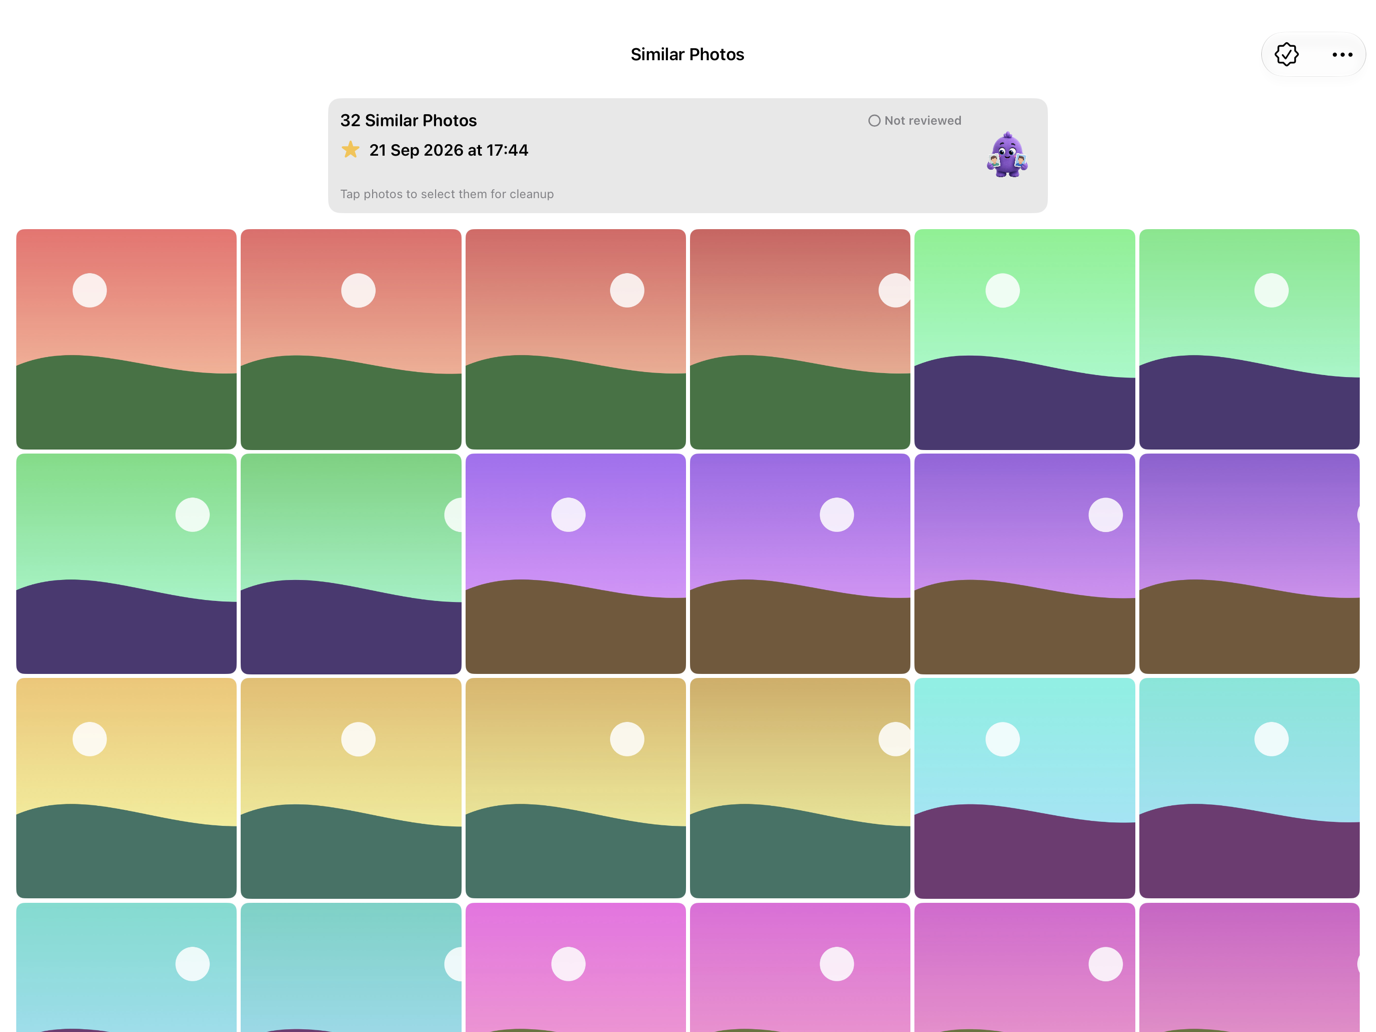 Similar Photos
32 Similar Photos
Not reviewed
21 Sep 2026 at 17:44
Tap photos to select them for cleanup